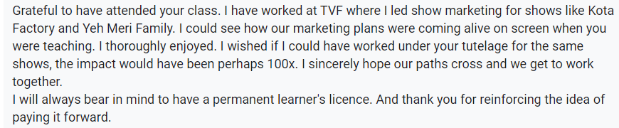 Grateful to have attended your class. I have worked at TVF where I led show marketing for shows like Kota
Factory and Yeh Meri Family. I could see how our marketing plans were coming alive on screen when you
were teaching. I thoroughly enjoyed. I wished if I could have worked under your tutelage for the same
shows, the impact would have been perhaps 100x. I sincerely hope our paths cross and we get to work
together.
I will always bear in mind to have a permanent learner's licence. And thank you for reinforcing the idea of
paying it forward.